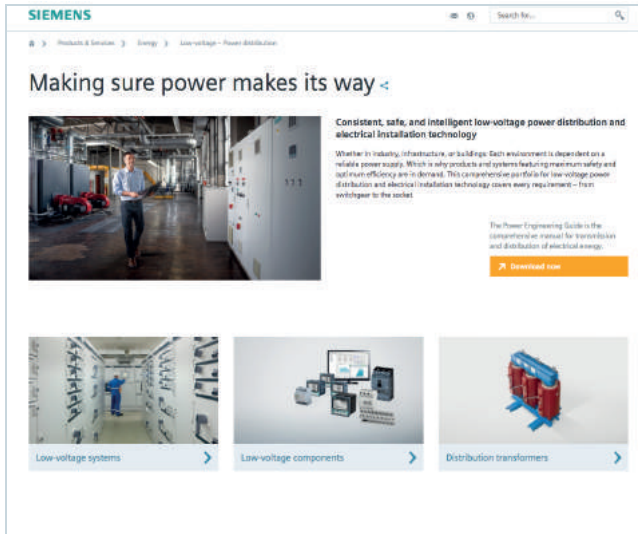 SIEMENS
Search for...
Products & Services
Energy
Low-voltage – Power distribution
Making sure power makes its way
Consistent, safe, and intelligent low-voltage power distribution and
electrical installation technology
Whether in industry, infrastructure, or buildings: Each environment is dependent on a
reliable power supply. Which is why products and systems featuring maximum safety and
optimum efficiency are in demand. This comprehensive portfolio for low-voltage power
distribution and electrical installation technology covers every requirement – from
switchgear to the socket
The Power Engineering Guide is the
comprehensive manual for transmission
and distribution of electrical energy.
Download now
Low-voltage systems
Low-voltage components
Distribution transformers